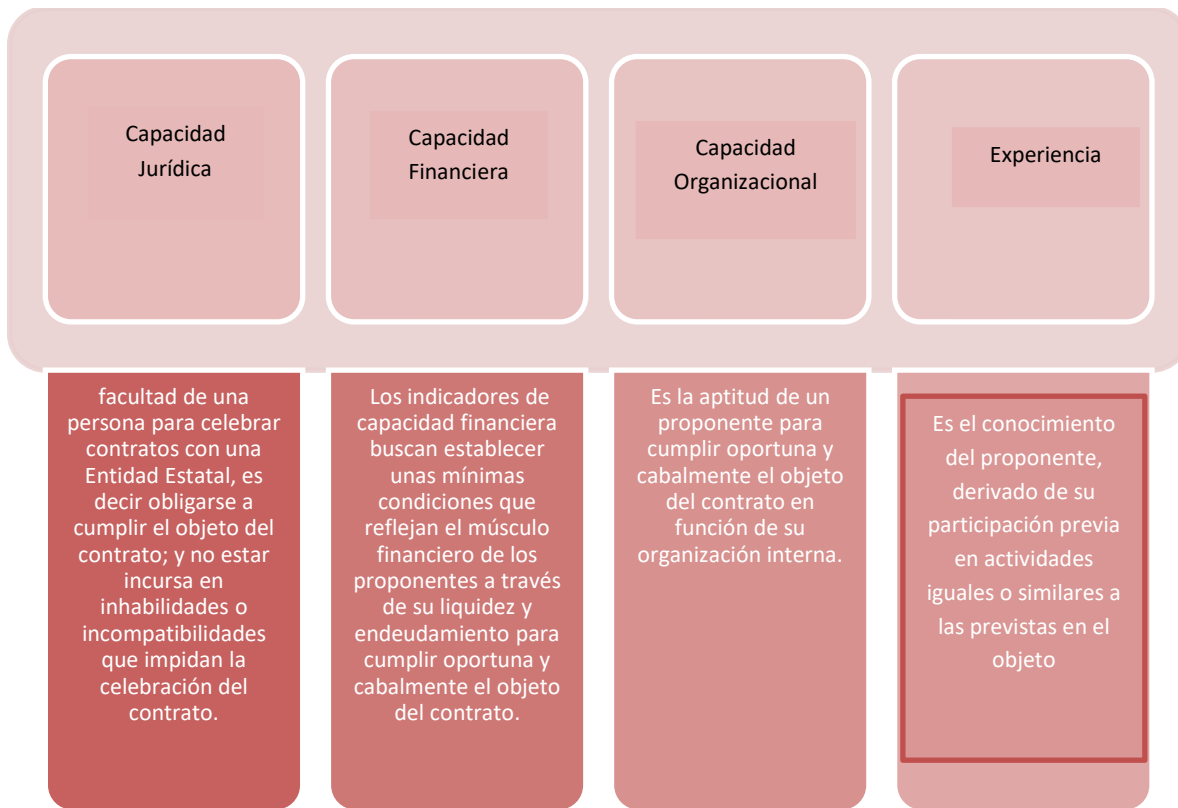 Capacidad
Jurídica
Capacidad
Financiera
Capacidad
Organizacional
Experiencia
facultad de una
persona para celebrar
contratos con una
Entidad Estatal, es
decir obligarse a
cumplir el objeto del
contrato; y no estar
incursa en
inhabilidades o
incompatibilidades
que impidan la
celebración del
contrato.
Los indicadores de
capacidad financiera
buscan establecer
unas mínimas
condiciones que
reflejan el músculo
financiero de los
proponentes a través
de su liquidez y
endeudamiento para
cumplir oportuna y
cabalmente el objeto
del contrato.
Es la aptitud de un
proponente para
cumplir oportuna y
cabalmente el objeto
del contrato en
función de su
organización interna.
Es el conocimiento
del proponente,
derivado de su
participación previa
en actividades
iguales o similares a
las previstas en el
objeto